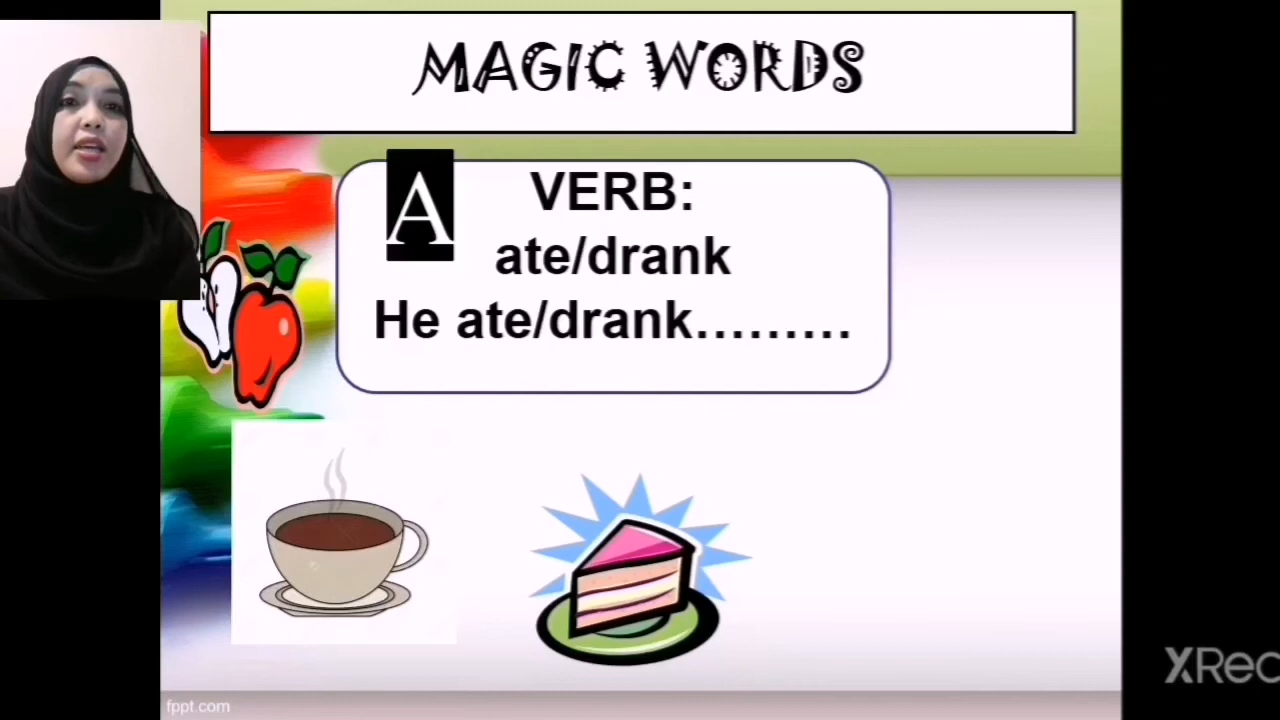 MAGIC WORDS
A
VERB:
ate/drank
He ate/drank.........
fppt.com
XRec